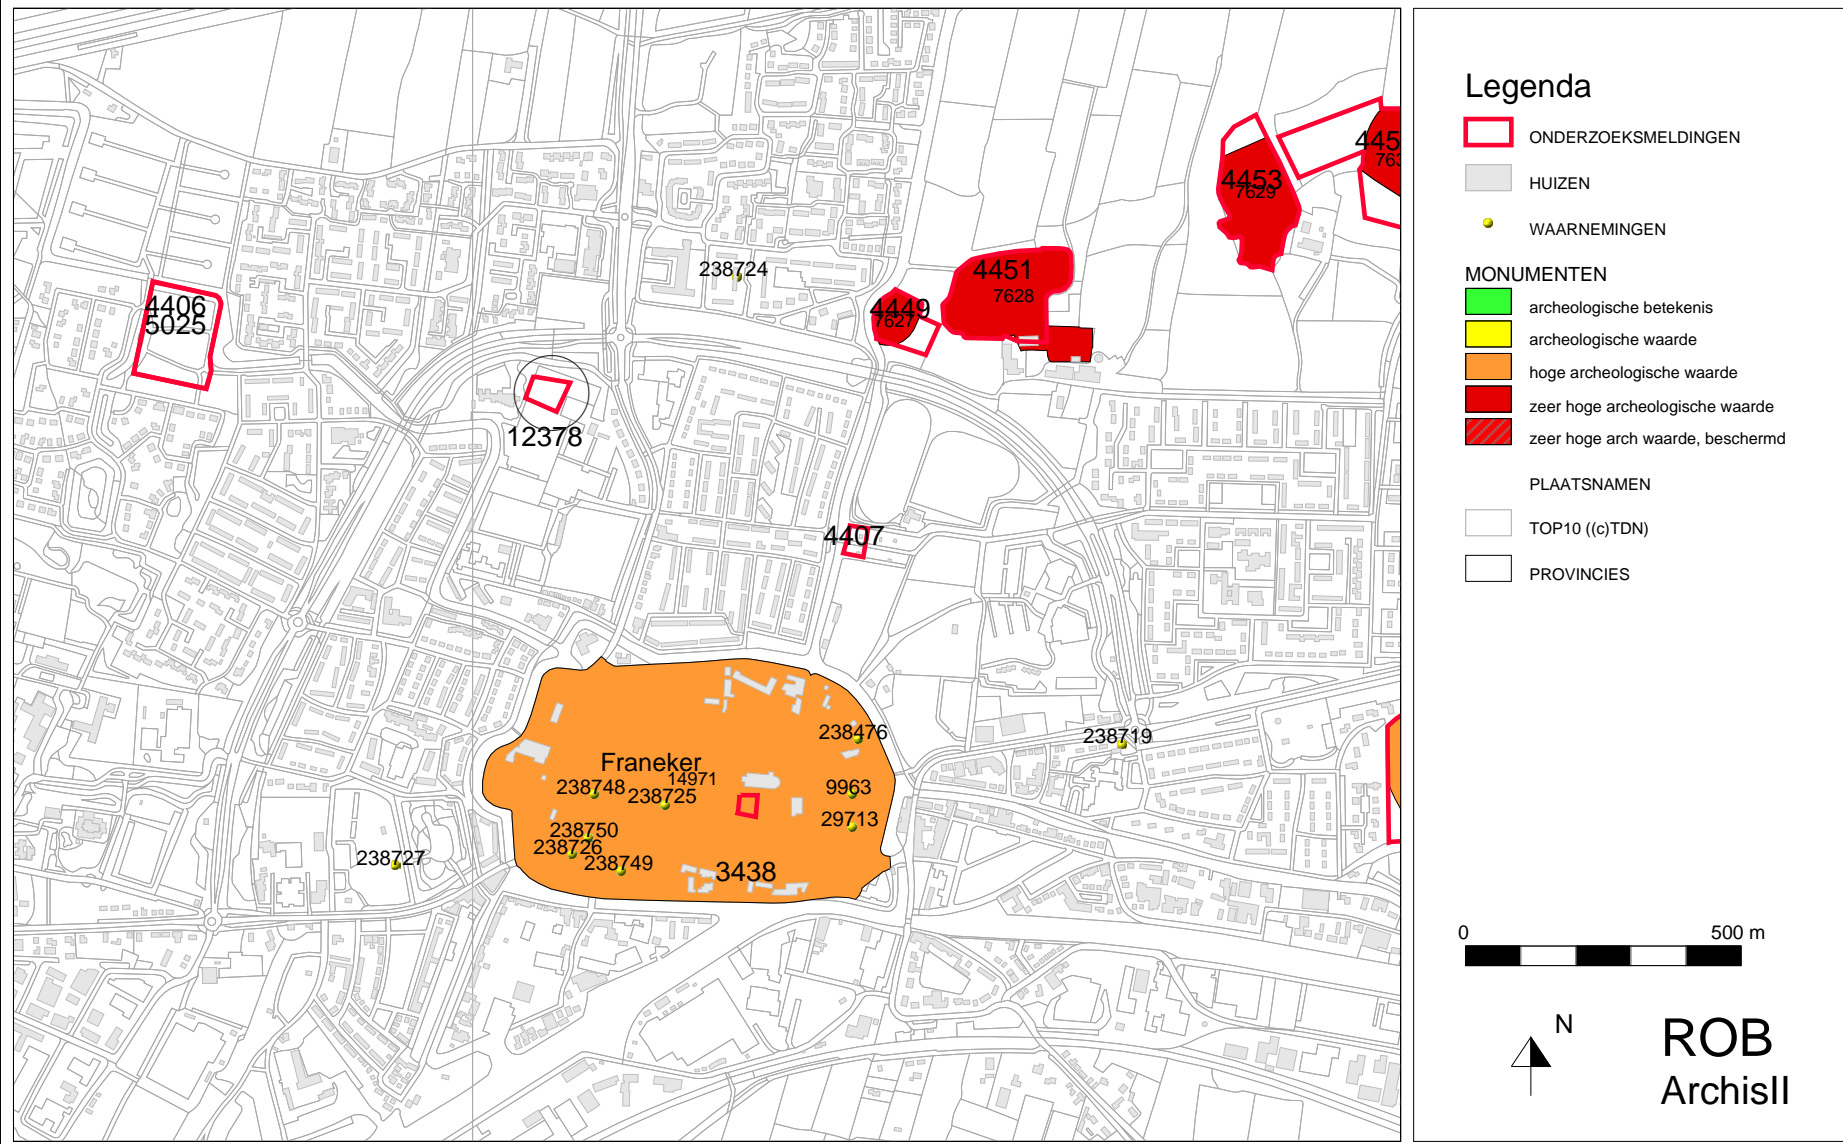 4453
7629
445
763
238724
4451
7628
4449
7627
4406
5025
12378
4407
238476
238719
Franeker
14971
238748
238725
9963
29713
238750
238726
238749
238727
3438
Legenda
ONDERZOEKSMELDINGEN
HUIZEN
WAARNEMINGEN
MONUMENTEN
archeologische betekenis
archeologische waarde
hoge archeologische waarde
zeer hoge archeologische waarde
zeer hoge arch waarde, beschermd
PLAATSNAMEN
TOP10 ((c)TDN)
PROVINCIES
0 500 m
N
ROB
ArchisII